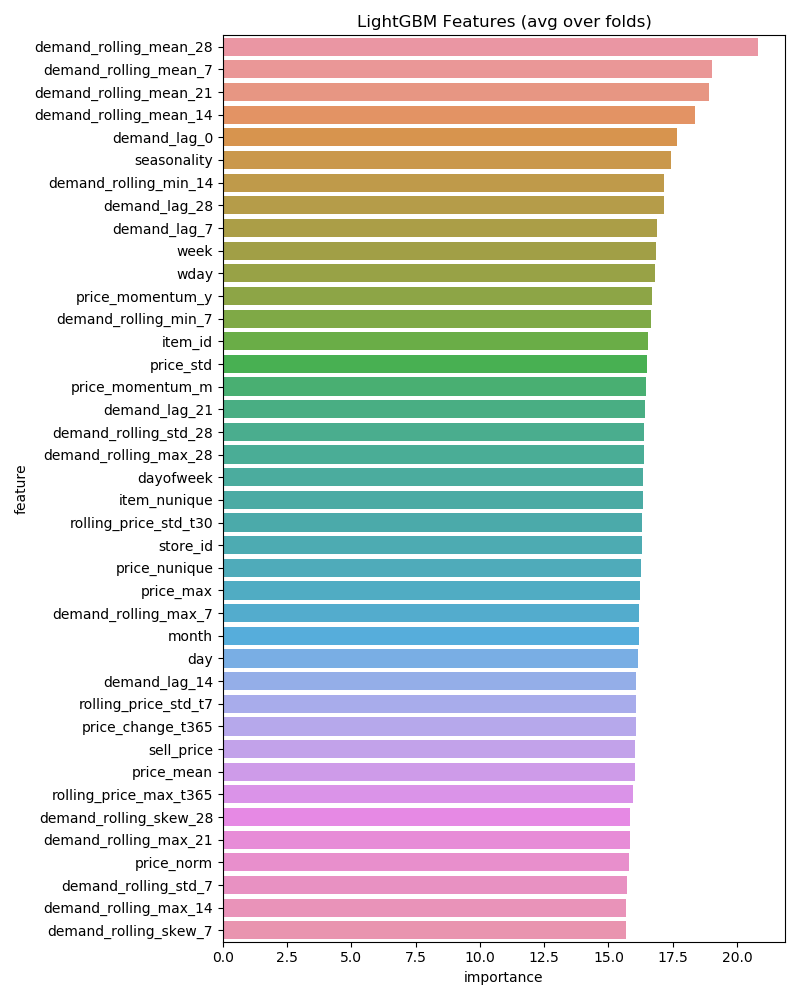 LightGBM Features (avg over folds)
demand_rolling_mean_28
demand_rolling_mean_7
demand_rolling_mean_21
demand_rolling_mean_14
demand_lag_0
seasonality
demand_rolling_min_14
demand_lag_28
demand_lag_7
week
wday
price_momentum_y
demand_rolling_min_7
item_id
price_std
price_momentum_m
demand_lag_21
demand_rolling_std_28
demand_rolling_max_28
dayofweek
item_nunique
rolling_price_std_t30
store_id
price_nunique
price_max
demand_rolling_max_7
month
day
demand_lag_14
rolling_price_std_t7
price_change_t365
sell_price
price_mean
rolling_price_max_t365
demand_rolling_skew_28
demand_rolling_max_21
price_norm
demand_rolling_std_7
demand_rolling_max_14
demand_rolling_skew_7
feature
0.0 2.5 5.0 7.5 10.0 12.5 15.0 17.5 20.0
importance